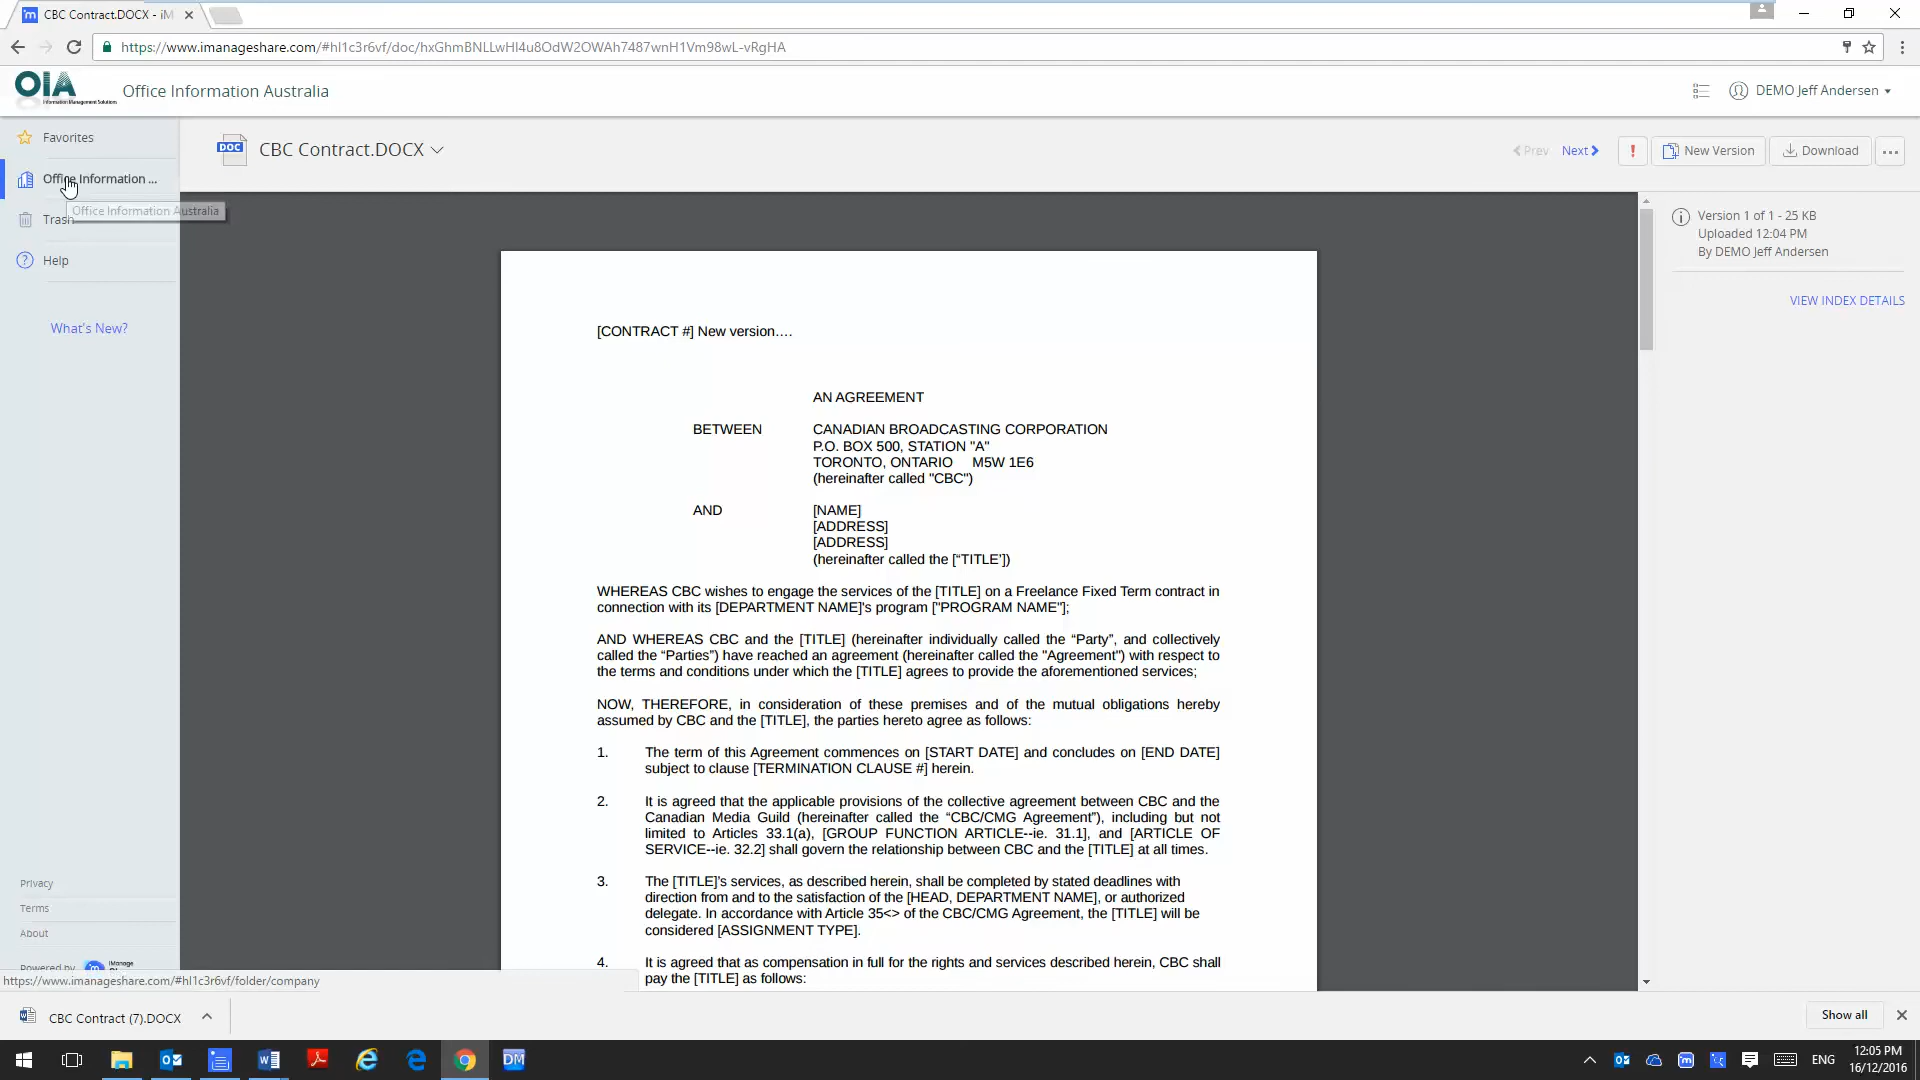 CBC Contract.DOCX - iM
https://www.imanageshare.com/#hl1c3r6vf/doc/hxGhmBNLLwHI4u8OdW2OWAh7487wnH1Vm98wL-vRgHA
OIA
Information Management Solutions
Office Information Australia
DEMO Jeff Andersen
Favorites
Office Information ...
Office Information Australia
Trash
Help
What's New?
DOC
CBC Contract.DOCX
Prev
Next
!
New Version
Download
...
Version 1 of 1 - 25 KB
Uploaded 12:04 PM
By DEMO Jeff Andersen
VIEW INDEX DETAILS
[CONTRACT #] New version....
AN AGREEMENT
BETWEEN CANADIAN BROADCASTING CORPORATION
P.O. BOX 500, STATION "A"
TORONTO, ONTARIO M5W 1E6
(hereinafter called "CBC")
AND [NAME]
[ADDRESS]
[ADDRESS]
(hereinafter called the [“TITLE'])
WHEREAS CBC wishes to engage the services of the [TITLE] on a Freelance Fixed Term contract in
connection with its [DEPARTMENT NAME]'s program ["PROGRAM NAME"];
AND WHEREAS CBC and the [TITLE] (hereinafter individually called the “Party”, and collectively
called the “Parties”) have reached an agreement (hereinafter called the "Agreement") with respect to
the terms and conditions under which the [TITLE] agrees to provide the aforementioned services;
NOW, THEREFORE, in consideration of these premises and of the mutual obligations hereby
assumed by CBC and the [TITLE], the parties hereto agree as follows:
1. The term of this Agreement commences on [START DATE] and concludes on [END DATE]
subject to clause [TERMINATION CLAUSE #] herein.
2. It is agreed that the applicable provisions of the collective agreement between CBC and the
Canadian Media Guild (hereinafter called the “CBC/CMG Agreement”), including but not
limited to Articles 33.1(a), [GROUP FUNCTION ARTICLE--ie. 31.1], and [ARTICLE OF
SERVICE--ie. 32.2] shall govern the relationship between CBC and the [TITLE] at all times.
3. The [TITLE]'s services, as described herein, shall be completed by stated deadlines with
direction from and to the satisfaction of the [HEAD, DEPARTMENT NAME], or authorized
delegate. In accordance with Article 35<> of the CBC/CMG Agreement, the [TITLE] will be
considered [ASSIGNMENT TYPE].
4. It is agreed that as compensation in full for the rights and services described herein, CBC shall
pay the [TITLE] as follows:
Privacy
Terms
About
Powered by iManage
https://www.imanageshare.com/#hl1c3r6vf/folder/company
CBC Contract (7).DOCX
Show all
DM
ENG
12:05 PM
16/12/2016